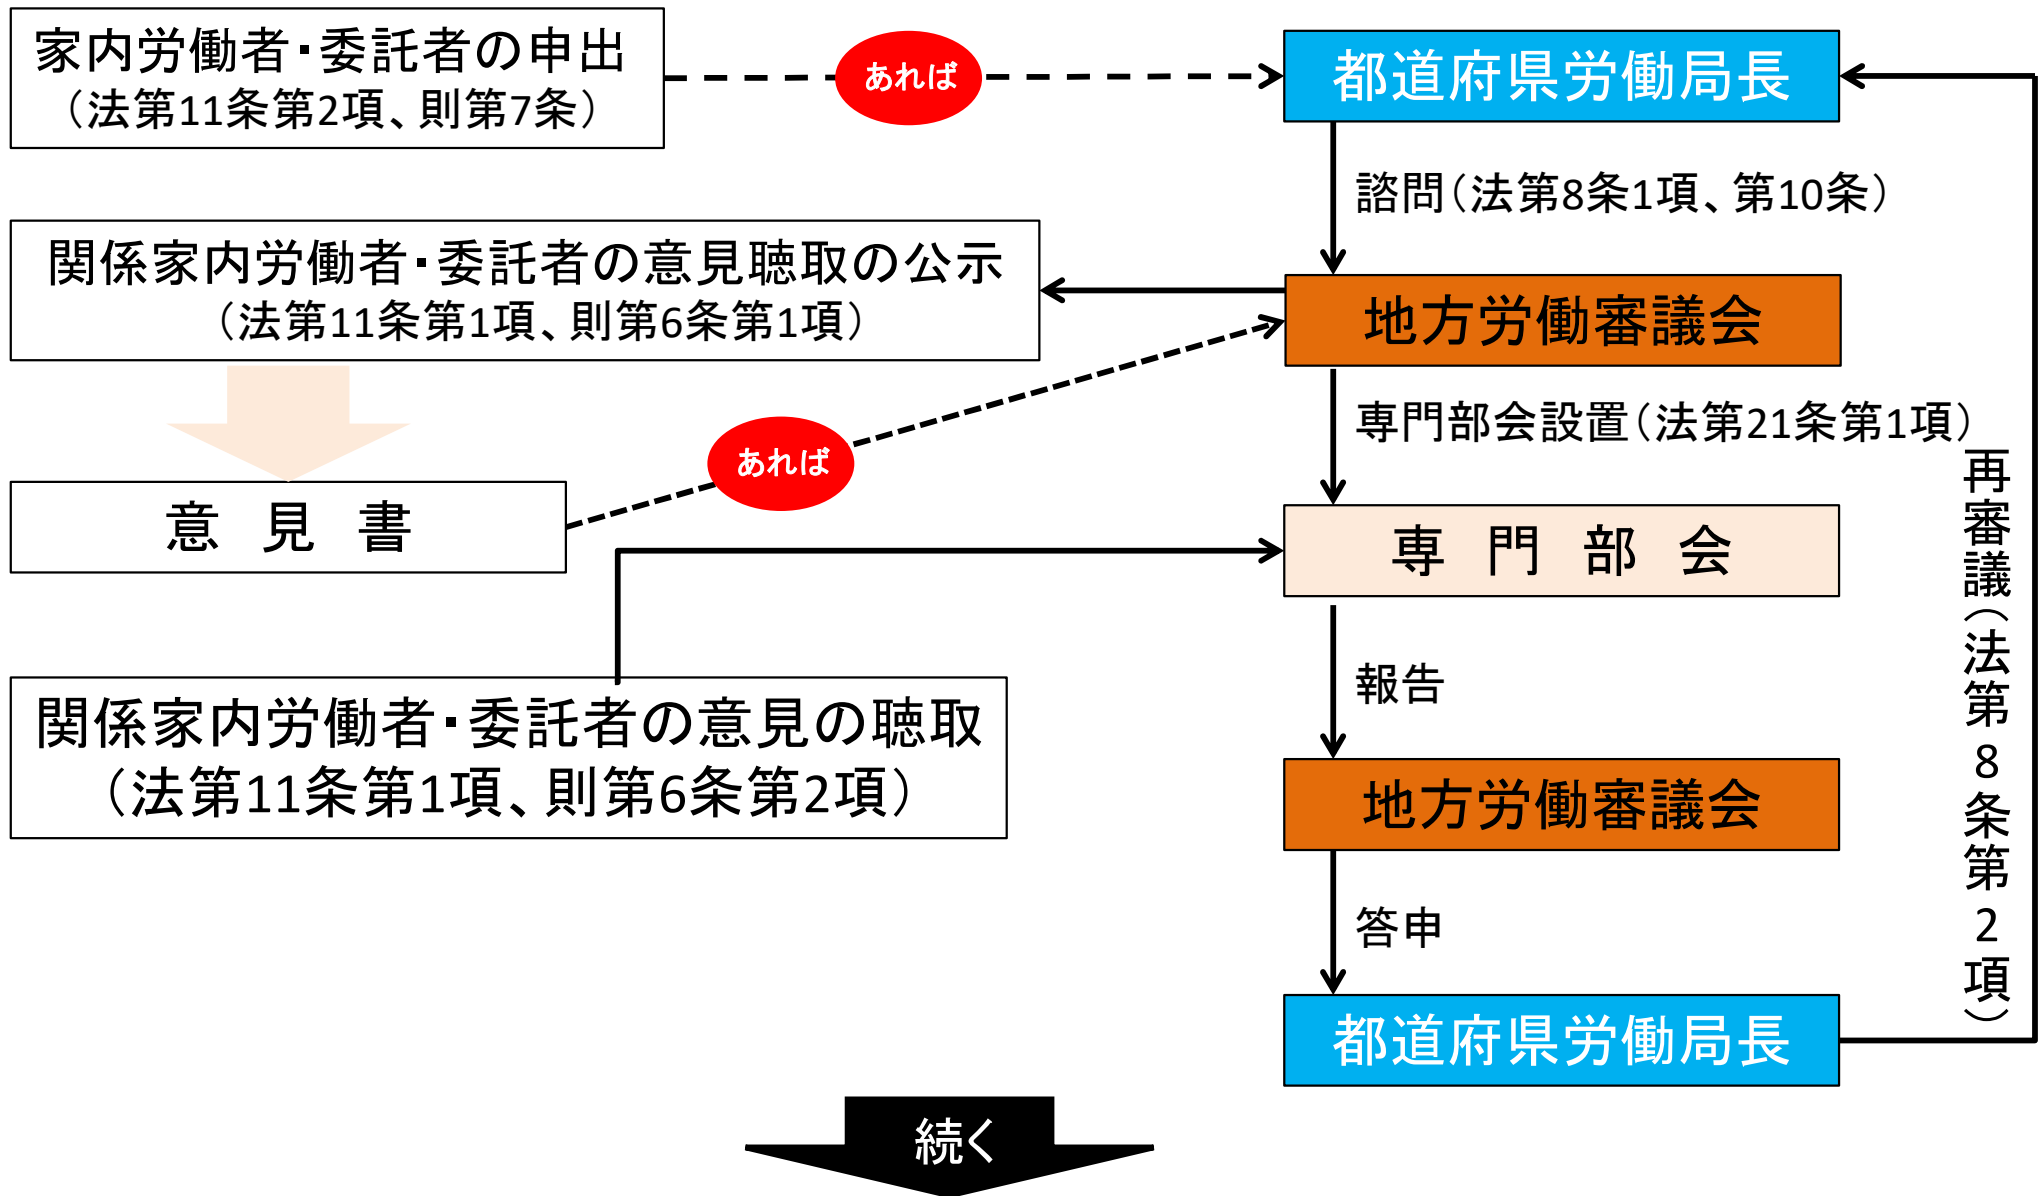 家内労働者・委託者の申出
（法第11条第2項、則第7条）
あれば
都道府県労働局長
諮問（法第8条1項、第10条）
関係家内労働者・委託者の意見聴取の公示
（法第11条第1項、則第6条第1項）
地方労働審議会
専門部会設置（法第21条第1項）
あれば
意　見　書
専　門　部　会
再審議（法第8条第2項）
報告
関係家内労働者・委託者の意見の聴取
（法第11条第1項、則第6条第2項）
地方労働審議会
答申
都道府県労働局長
続く